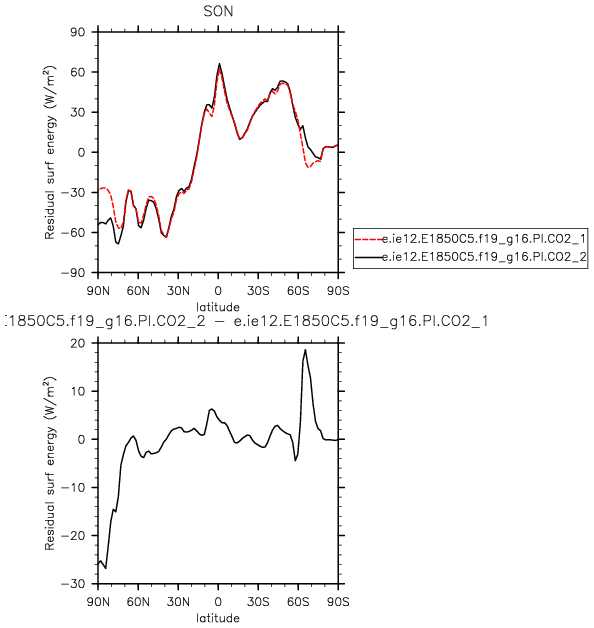 SON
Residual surf energy (W/m²)
90
60
30
0
−30
−60
−90
90N 60N 30N 0 30S 60S 90S
latitude
e.ie12.E1850C5.f19_g16.PI.CO2_1
e.ie12.E1850C5.f19_g16.PI.CO2_2
:1850C5.f19_g16.PI.CO2_2 − e.ie12.E1850C5.f19_g16.PI.CO2_1
Residual surf energy (W/m²)
20
10
0
−10
−20
−30
90N 60N 30N 0 30S 60S 90S
latitude